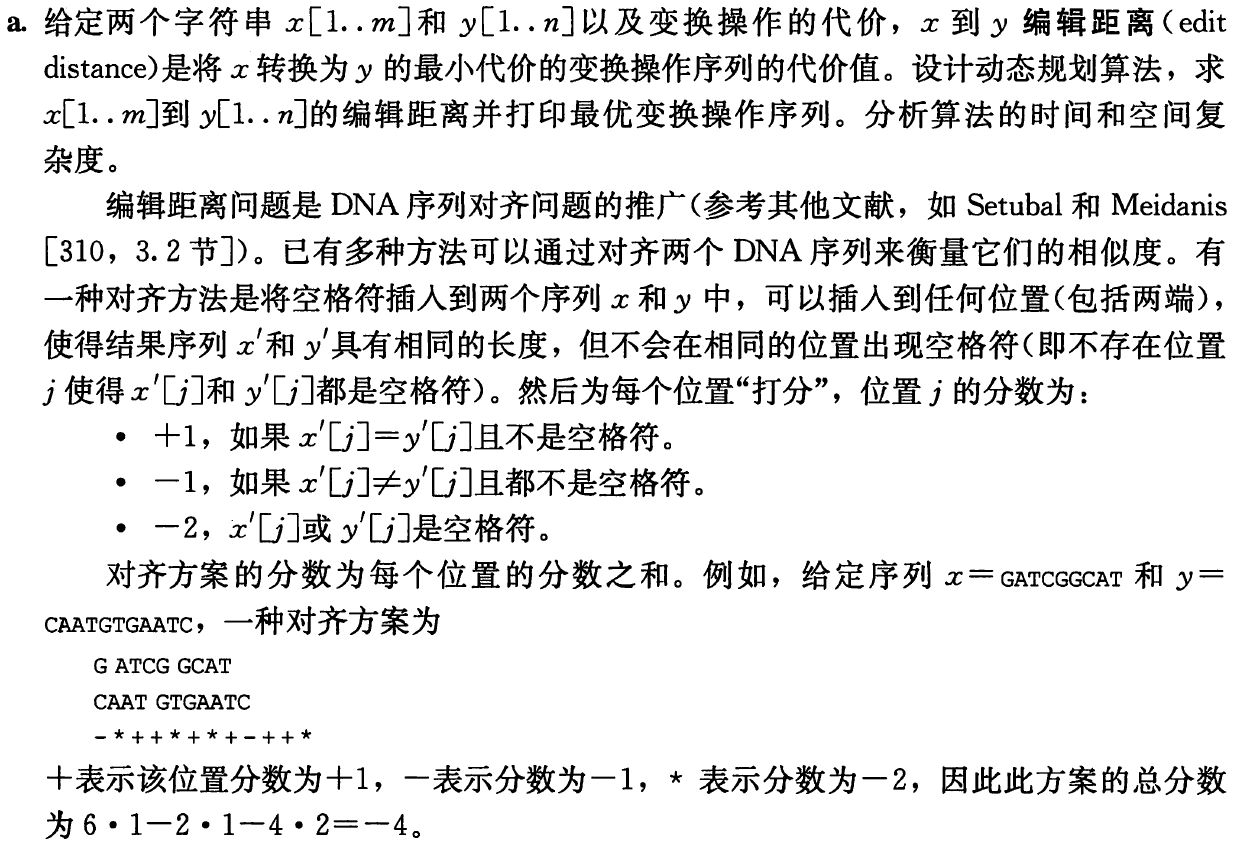 a. 给定两个字符串 x[1..m]和 y[1..n]以及变换操作的代价，x 到 y 编辑距离(edit
distance)是将 x 转换为 y 的最小代价的变换操作序列的代价值。设计动态规划算法，求
x[1..m]到 y[1..n]的编辑距离并打印最优变换操作序列。分析算法的时间和空间复
杂度。
编辑距离问题是 DNA 序列对齐问题的推广(参考其他文献，如 Setubal 和 Meidanis
[310，3.2 节])。已有多种方法可以通过对齐两个 DNA 序列来衡量它们的相似度。有
一种对齐方法是将空格符插入到两个序列 x 和 y 中，可以插入到任何位置(包括两端)，
使得结果序列 x′和 y′具有相同的长度，但不会在相同的位置出现空格符(即不存在位置
j 使得 x′[j]和 y′[j]都是空格符)。然后为每个位置“打分”，位置 j 的分数为：
• +1，如果 x′[j]=y′[j]且不是空格符。
• －1，如果 x′[j]≠y′[j]且都不是空格符。
• －2，x′[j]或 y′[j]是空格符。
对齐方案的分数为每个位置的分数之和。例如，给定序列 x=GATCGGCAT 和 y=
CAATGTGAATC，一种对齐方案为
G ATCG GCAT
CAAT GTGAATC
-*++*+*+-++*
+表示该位置分数为+1，－表示分数为－1，* 表示分数为－2，因此此方案的总分数
为 6·1－2·1－4·2=－4。